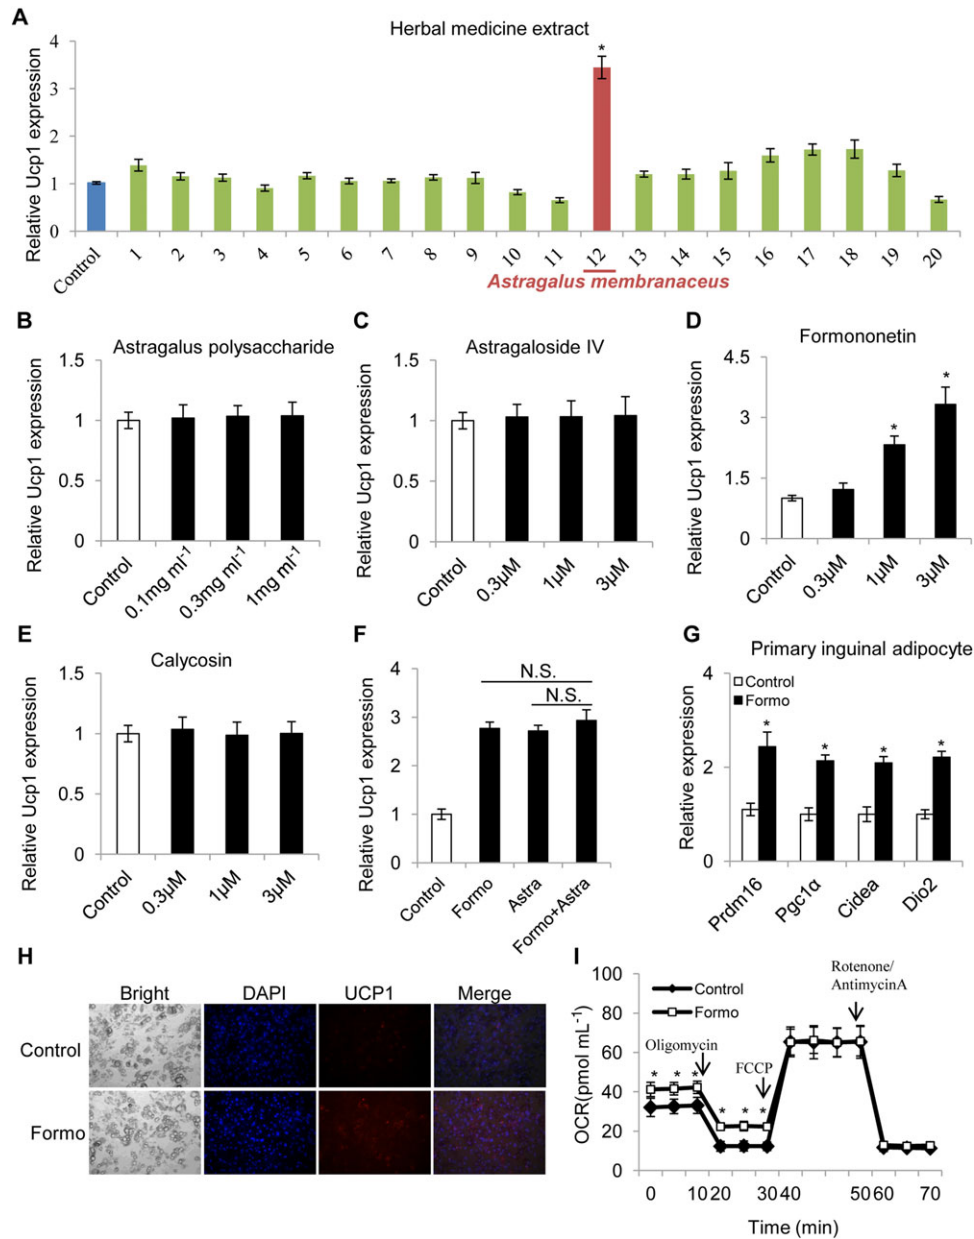 A
Herbal medicine extract
Relative Ucp1 expression
4
3
2
1
0
*
Control
1
2
3
4
5
6
7
8
9
10
11
12
13
14
15
16
17
18
19
20
Astragalus membranaceus
B
Astragalus polysaccharide
Relative Ucp1 expression
1.5
1
0.5
0
Control
0.1mg ml⁻¹
0.3mg ml⁻¹
1mg ml⁻¹
C
Astragaloside IV
Relative Ucp1 expression
1.5
1
0.5
0
Control
0.3µM
1µM
3µM
D
Formononetin
Relative Ucp1 expression
4.5
3
1.5
0
*
*
Control
0.3µM
1µM
3µM
E
Calycosin
Relative Ucp1 expression
1.5
1
0.5
0
Control
0.3µM
1µM
3µM
F
Relative Ucp1 expression
4
3
2
1
0
N.S.
N.S.
Control
Formo
Astra
Formo+Astra
G
Primary inguinal adipocyte
Relative expresison
4
2
0
Control
Formo
*
*
*
*
Prdm16
Pgc1α
Cidea
Dio2
H
Bright
DAPI
UCP1
Merge
Control
Formo
I
OCR(pmol mL⁻¹)
100
80
60
40
20
0
Control
Formo
Oligomycin
FCCP
Rotenone/
AntimycinA
* * *
* * *
0 10 20 30 40 50 60 70
Time (min)